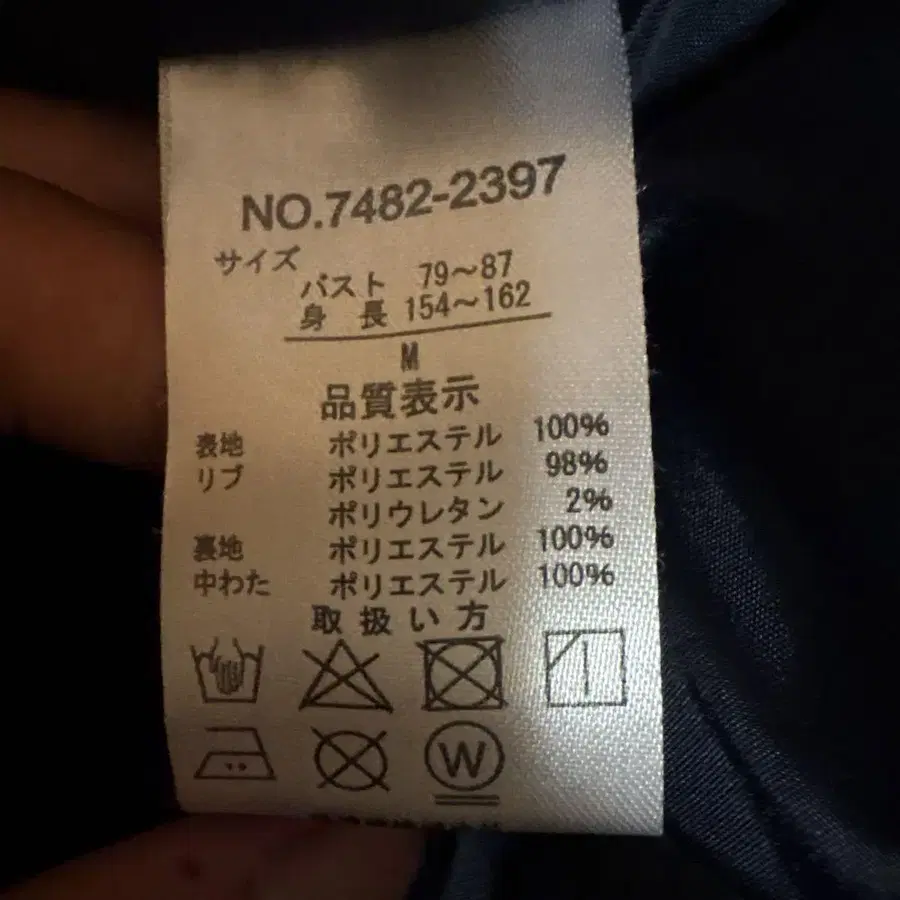 NO.7482-2397
サイズ
バスト 79～87
身 長 154～162
M
品質表示
表地 ポリエステル 100%
リブ ポリエステル 98%
ポリウレタン 2%
裏地 ポリエステル 100%
中わた ポリエステル 100%
取扱い方
W